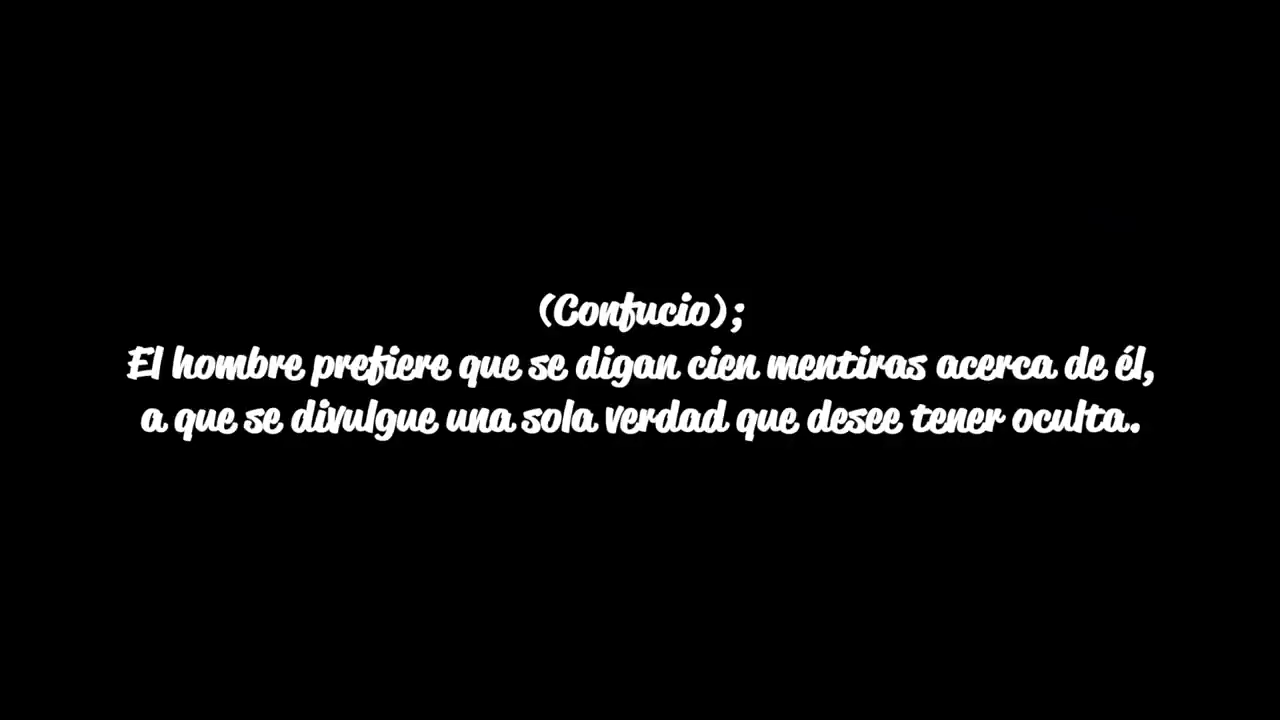 (Confucio);
El hombre prefiere que se digan cien mentiras acerca de él,
a que se divulgue una sola verdad que desee tener oculta.